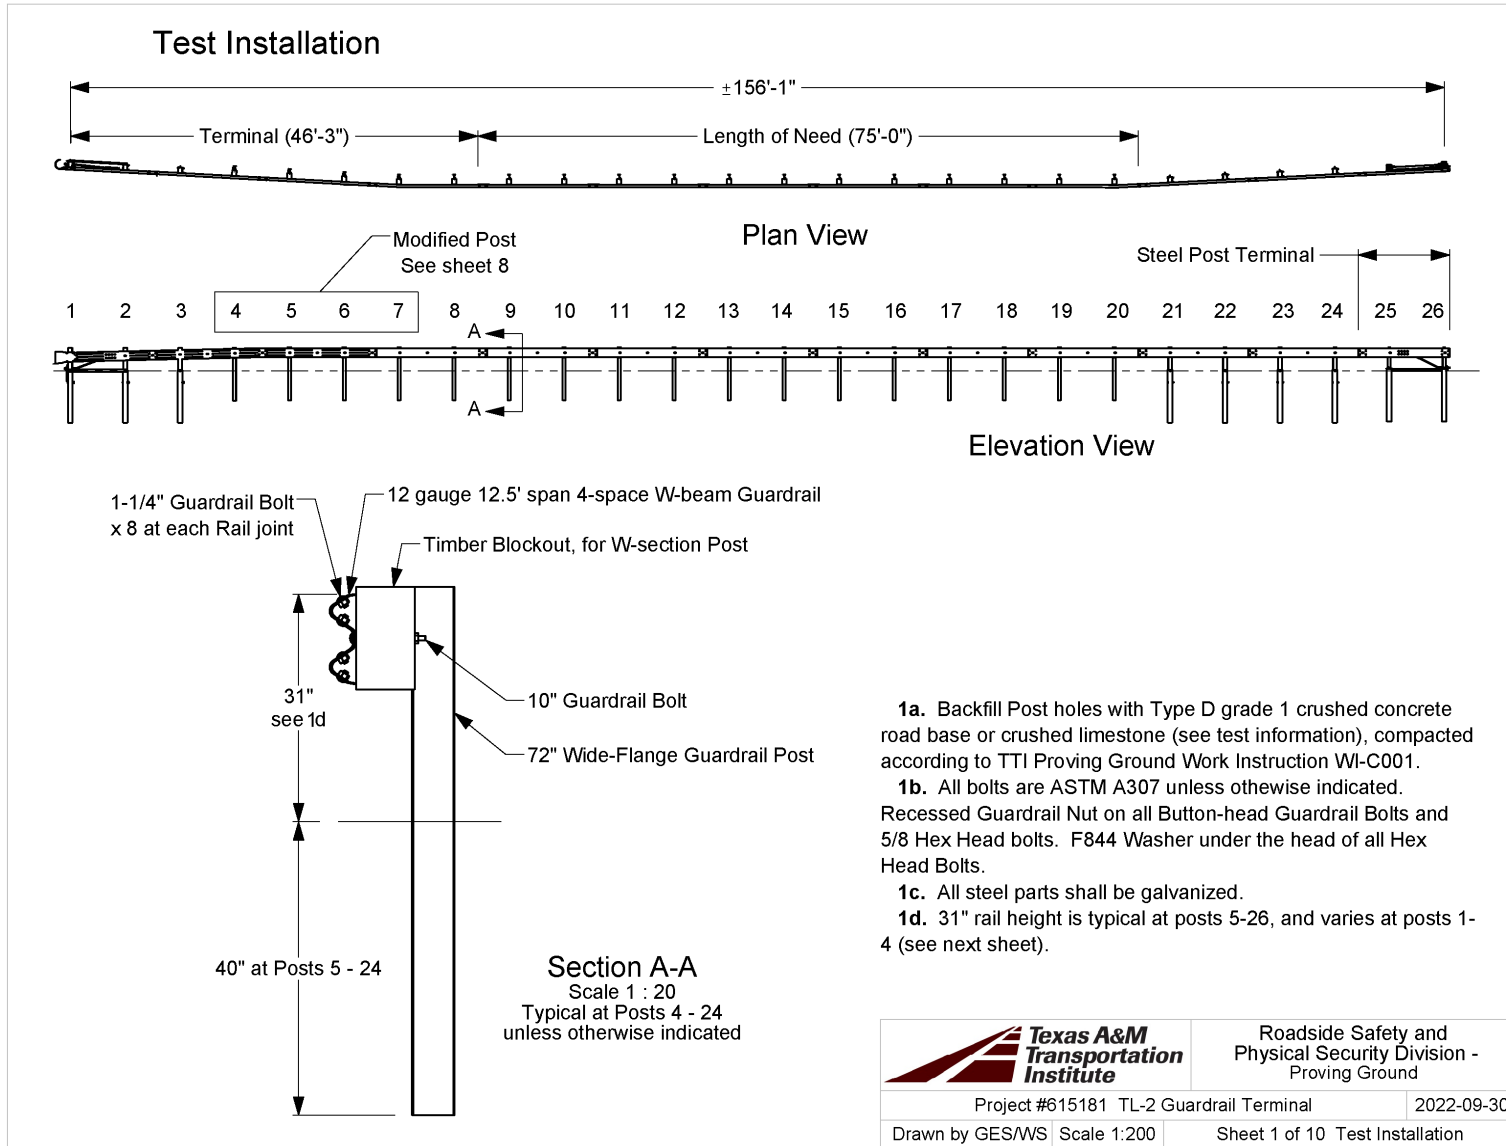 Test Installation
±156'-1"
Terminal (46'-3")
Length of Need (75'-0")
Plan View
Modified Post
See sheet 8
Steel Post Terminal
1 2 3 4 5 6 7 8 9 10 11 12 13 14 15 16 17 18 19 20 21 22 23 24 25 26
A
A
Elevation View
1-1/4" Guardrail Bolt
x 8 at each Rail joint
12 gauge 12.5' span 4-space W-beam Guardrail
Timber Blockout, for W-section Post
31"
see 1d
10" Guardrail Bolt
72" Wide-Flange Guardrail Post
40" at Posts 5 - 24
Section A-A
Scale 1 : 20
Typical at Posts 4 - 24
unless otherwise indicated
1a. Backfill Post holes with Type D grade 1 crushed concrete
road base or crushed limestone (see test information), compacted
according to TTI Proving Ground Work Instruction WI-C001.
1b. All bolts are ASTM A307 unless othewise indicated.
Recessed Guardrail Nut on all Button-head Guardrail Bolts and
5/8 Hex Head bolts. F844 Washer under the head of all Hex
Head Bolts.
1c. All steel parts shall be galvanized.
1d. 31" rail height is typical at posts 5-26, and varies at posts 1-
4 (see next sheet).
Texas A&M
Transportation
Institute
Roadside Safety and
Physical Security Division -
Proving Ground
Project #615181 TL-2 Guardrail Terminal
2022-09-30
Drawn by GES/WS
Scale 1:200
Sheet 1 of 10 Test Installation